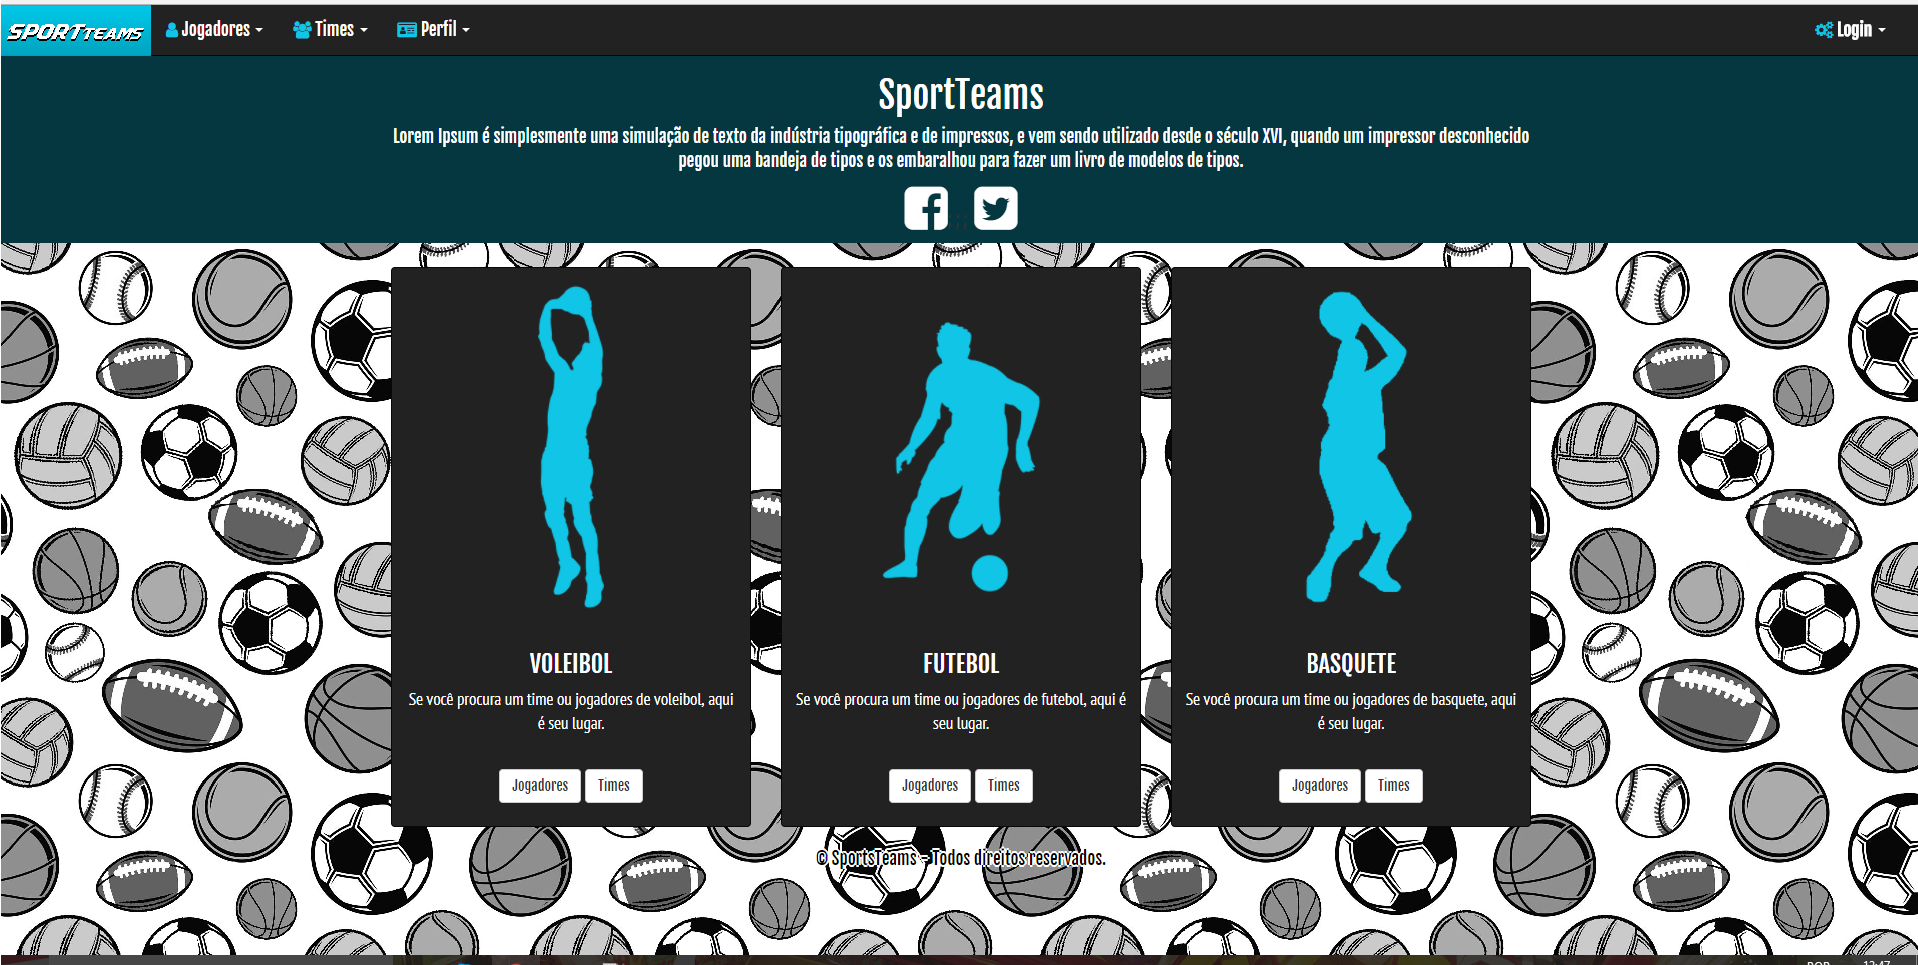 SPORTTEAMS Jogadores Times Perfil Login
SportTeams
Lorem Ipsum é simplesmente uma simulação de texto da indústria tipográfica e de impressos, e vem sendo utilizado desde o século XVI, quando um impressor desconhecido
pegou uma bandeja de tipos e os embaralhou para fazer um livro de modelos de tipos.
VOLEIBOL
Se você procura um time ou jogadores de voleibol, aqui
é seu lugar.
Jogadores Times
FUTEBOL
Se você procura um time ou jogadores de futebol, aqui é
seu lugar.
Jogadores Times
BASQUETE
Se você procura um time ou jogadores de basquete, aqui
é seu lugar.
Jogadores Times
© SportsTeams - Todos direitos reservados.